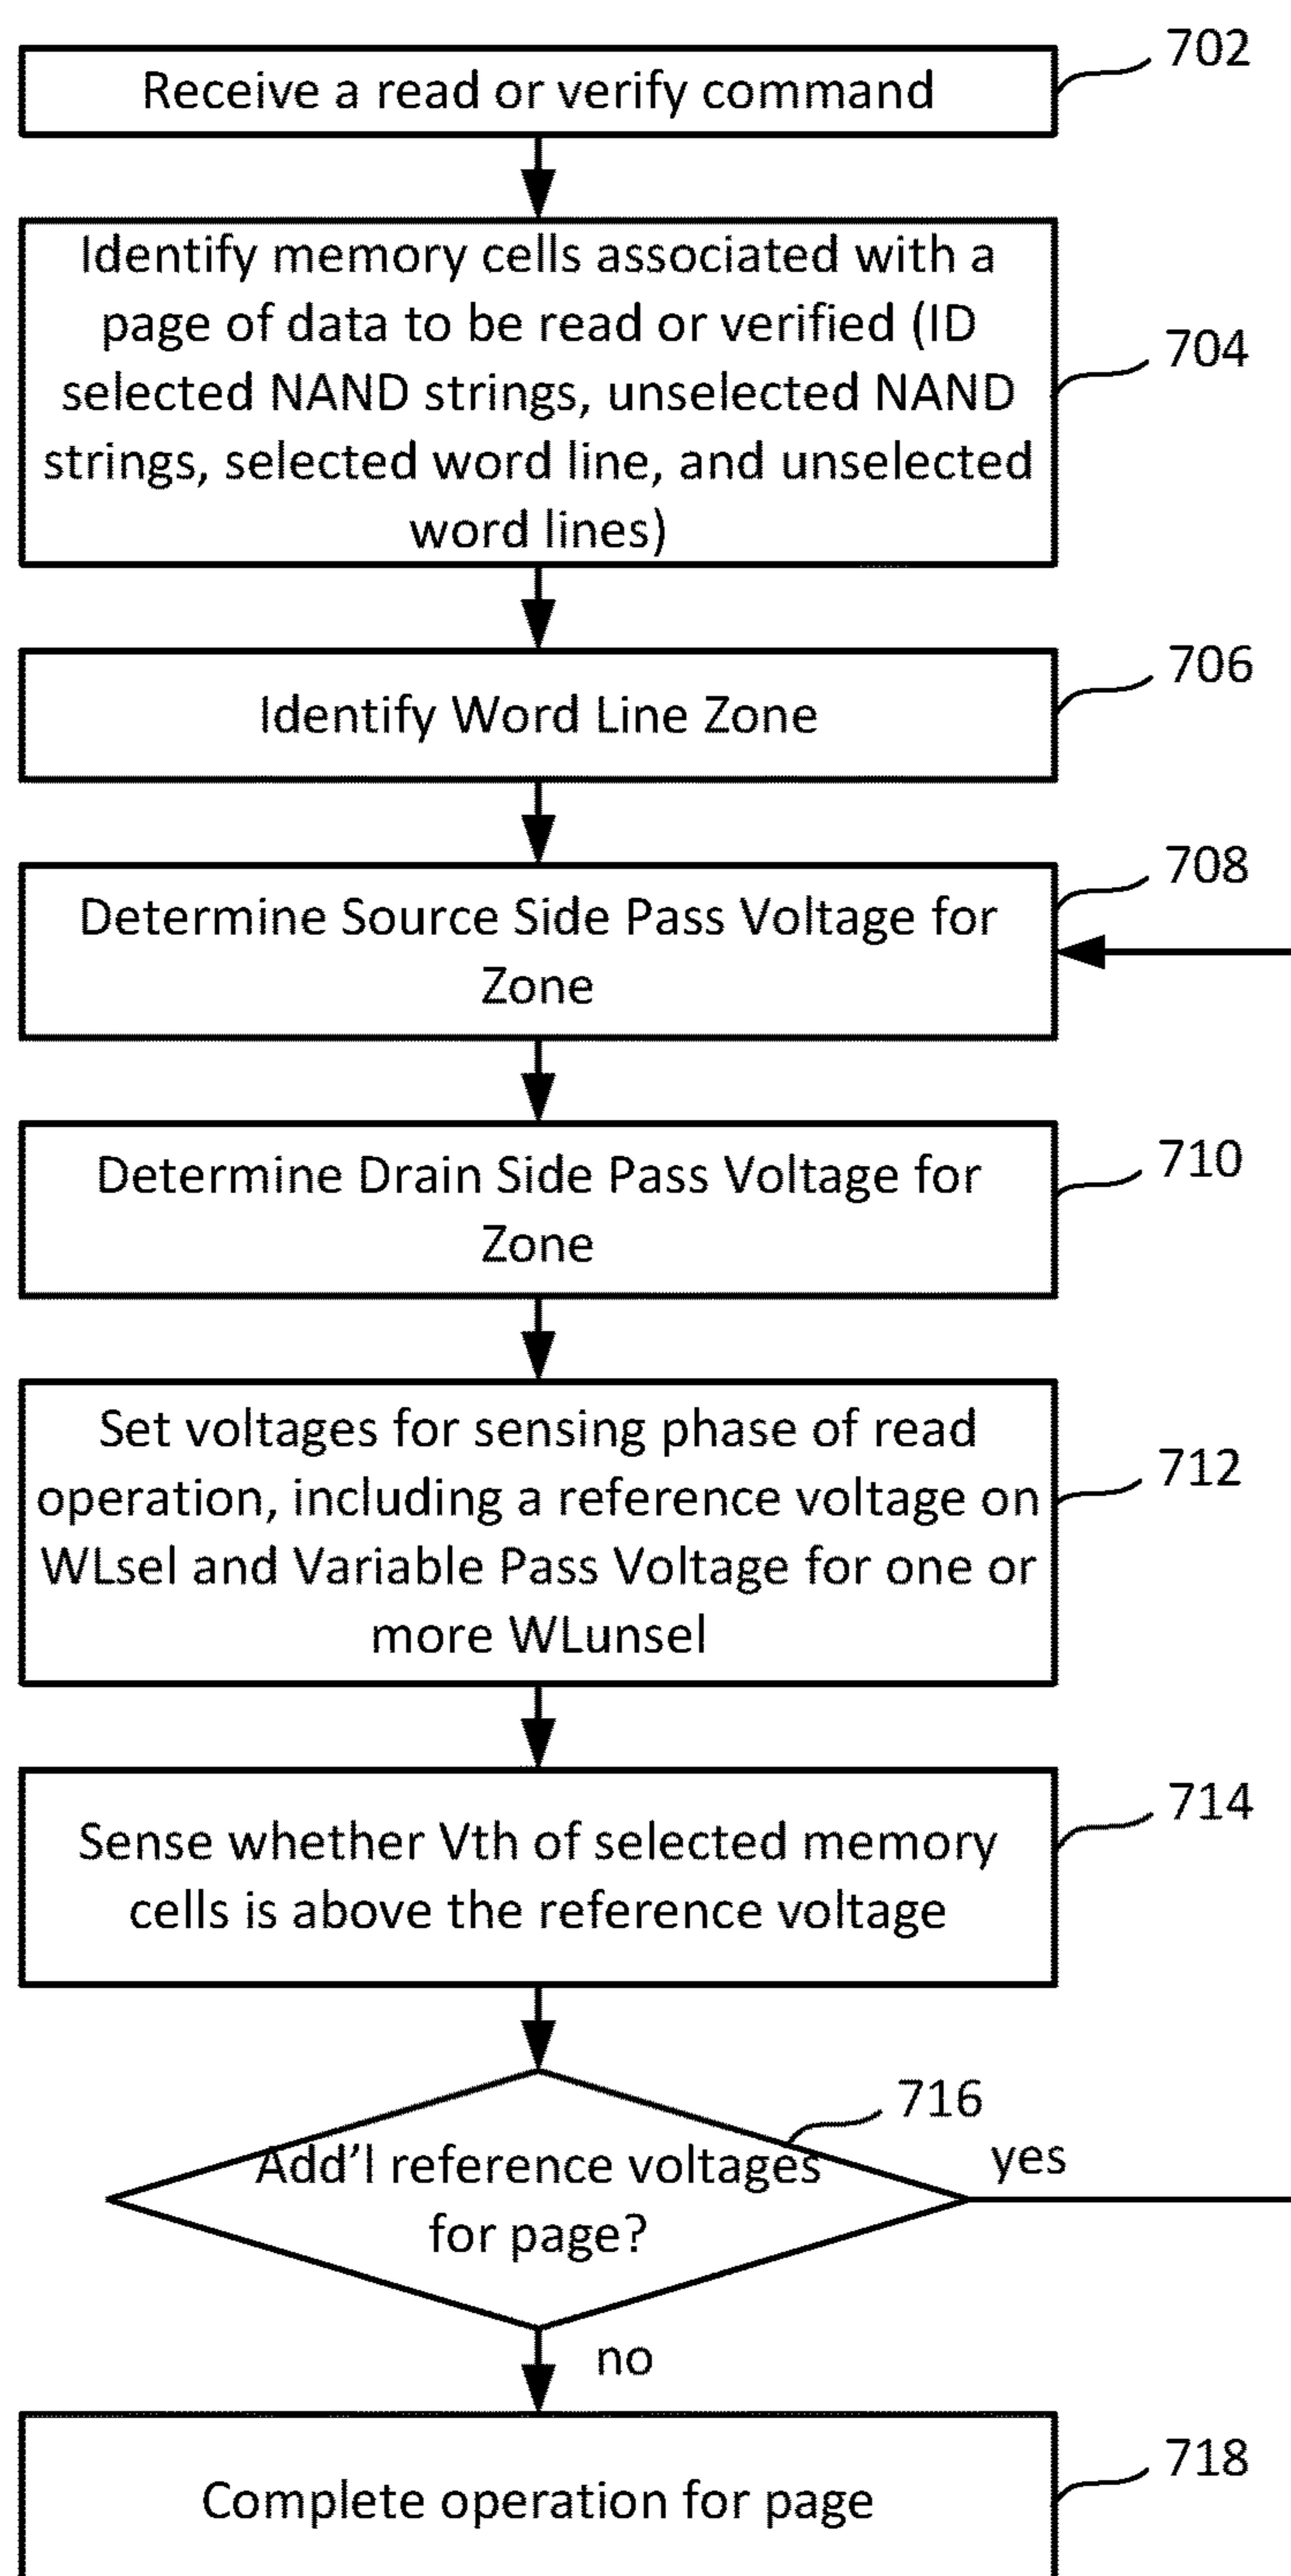 702
Receive a read or verify command
Identify memory cells associated with a
page of data to be read or verified (ID
selected NAND strings, unselected NAND
strings, selected word line, and unselected
word lines)
704
706
Identify Word Line Zone
708
Determine Source Side Pass Voltage for
Zone
710
Determine Drain Side Pass Voltage for
Zone
Set voltages for sensing phase of read
operation, including a reference voltage on
WLsel and Variable Pass Voltage for one or
more WLunsel
712
714
Sense whether Vth of selected memory
cells is above the reference voltage
716
Add'l reference voltages
for page?
yes
no
718
Complete operation for page